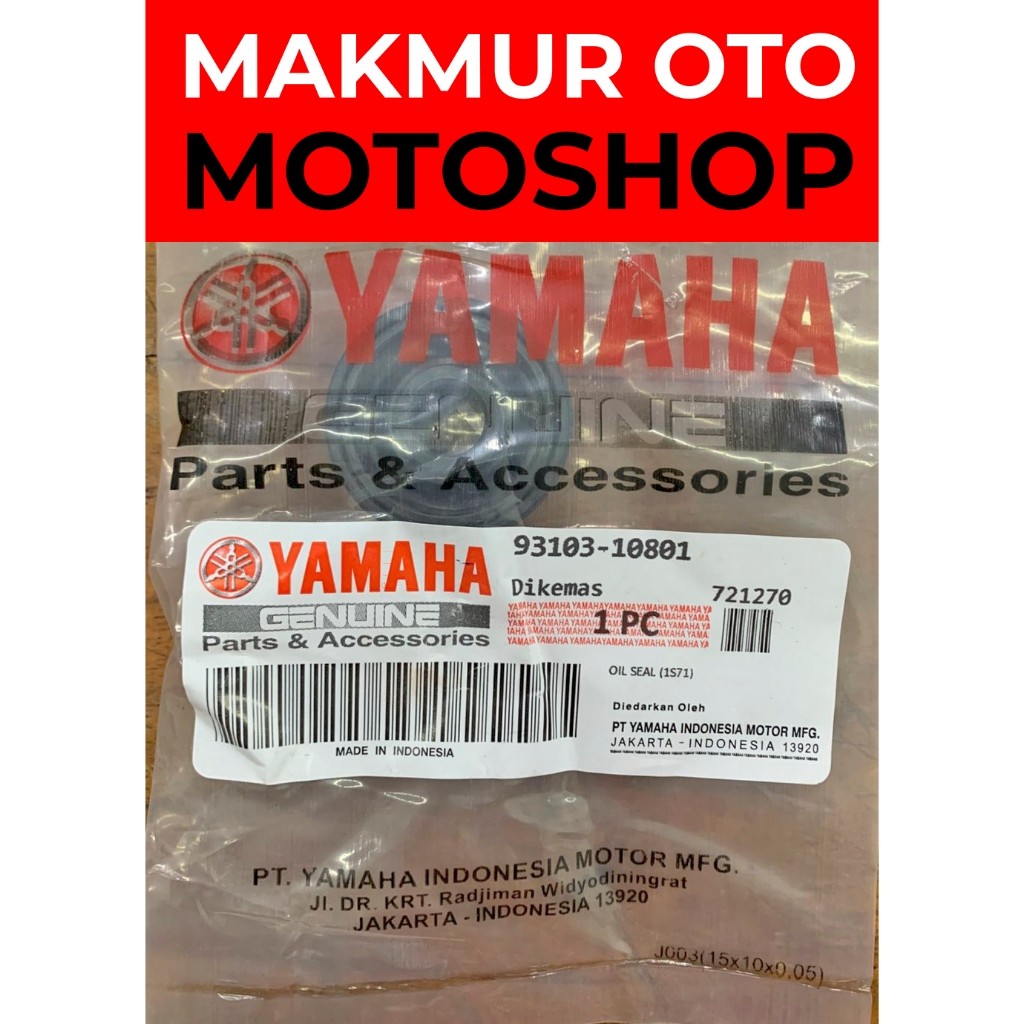 MAKMUR OTO
MOTOSHOP
YAMAHA
GENUINE
Parts & Accessories
YAMAHA
GENUINE
Parts & Accessories
MADE IN INDONESIA
93103-10801
Dikemas
721270
1 PC
OIL SEAL (1S71)
Diedarkan Oleh
PT YAMAHA INDONESIA MOTOR MFG.
JAKARTA - INDONESIA 13920
PT. YAMAHA INDONESIA MOTOR MFG.
Jl. DR. KRT. Radjiman Widyodiningrat
JAKARTA - INDONESIA 13920
J003(15x10x0.05)